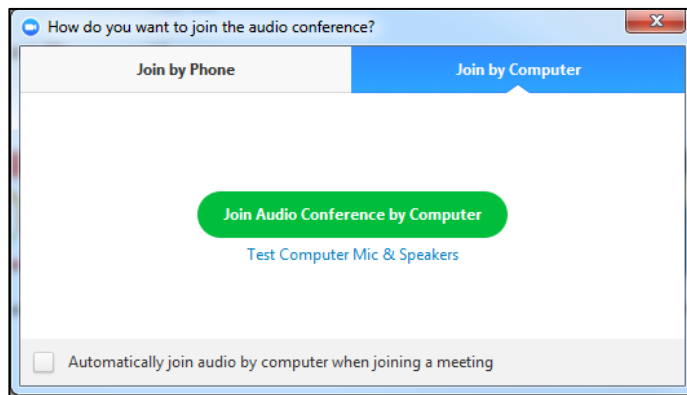 How do you want to join the audio conference?
Join by Phone
Join by Computer
Join Audio Conference by Computer
Test Computer Mic & Speakers
Automatically join audio by computer when joining a meeting